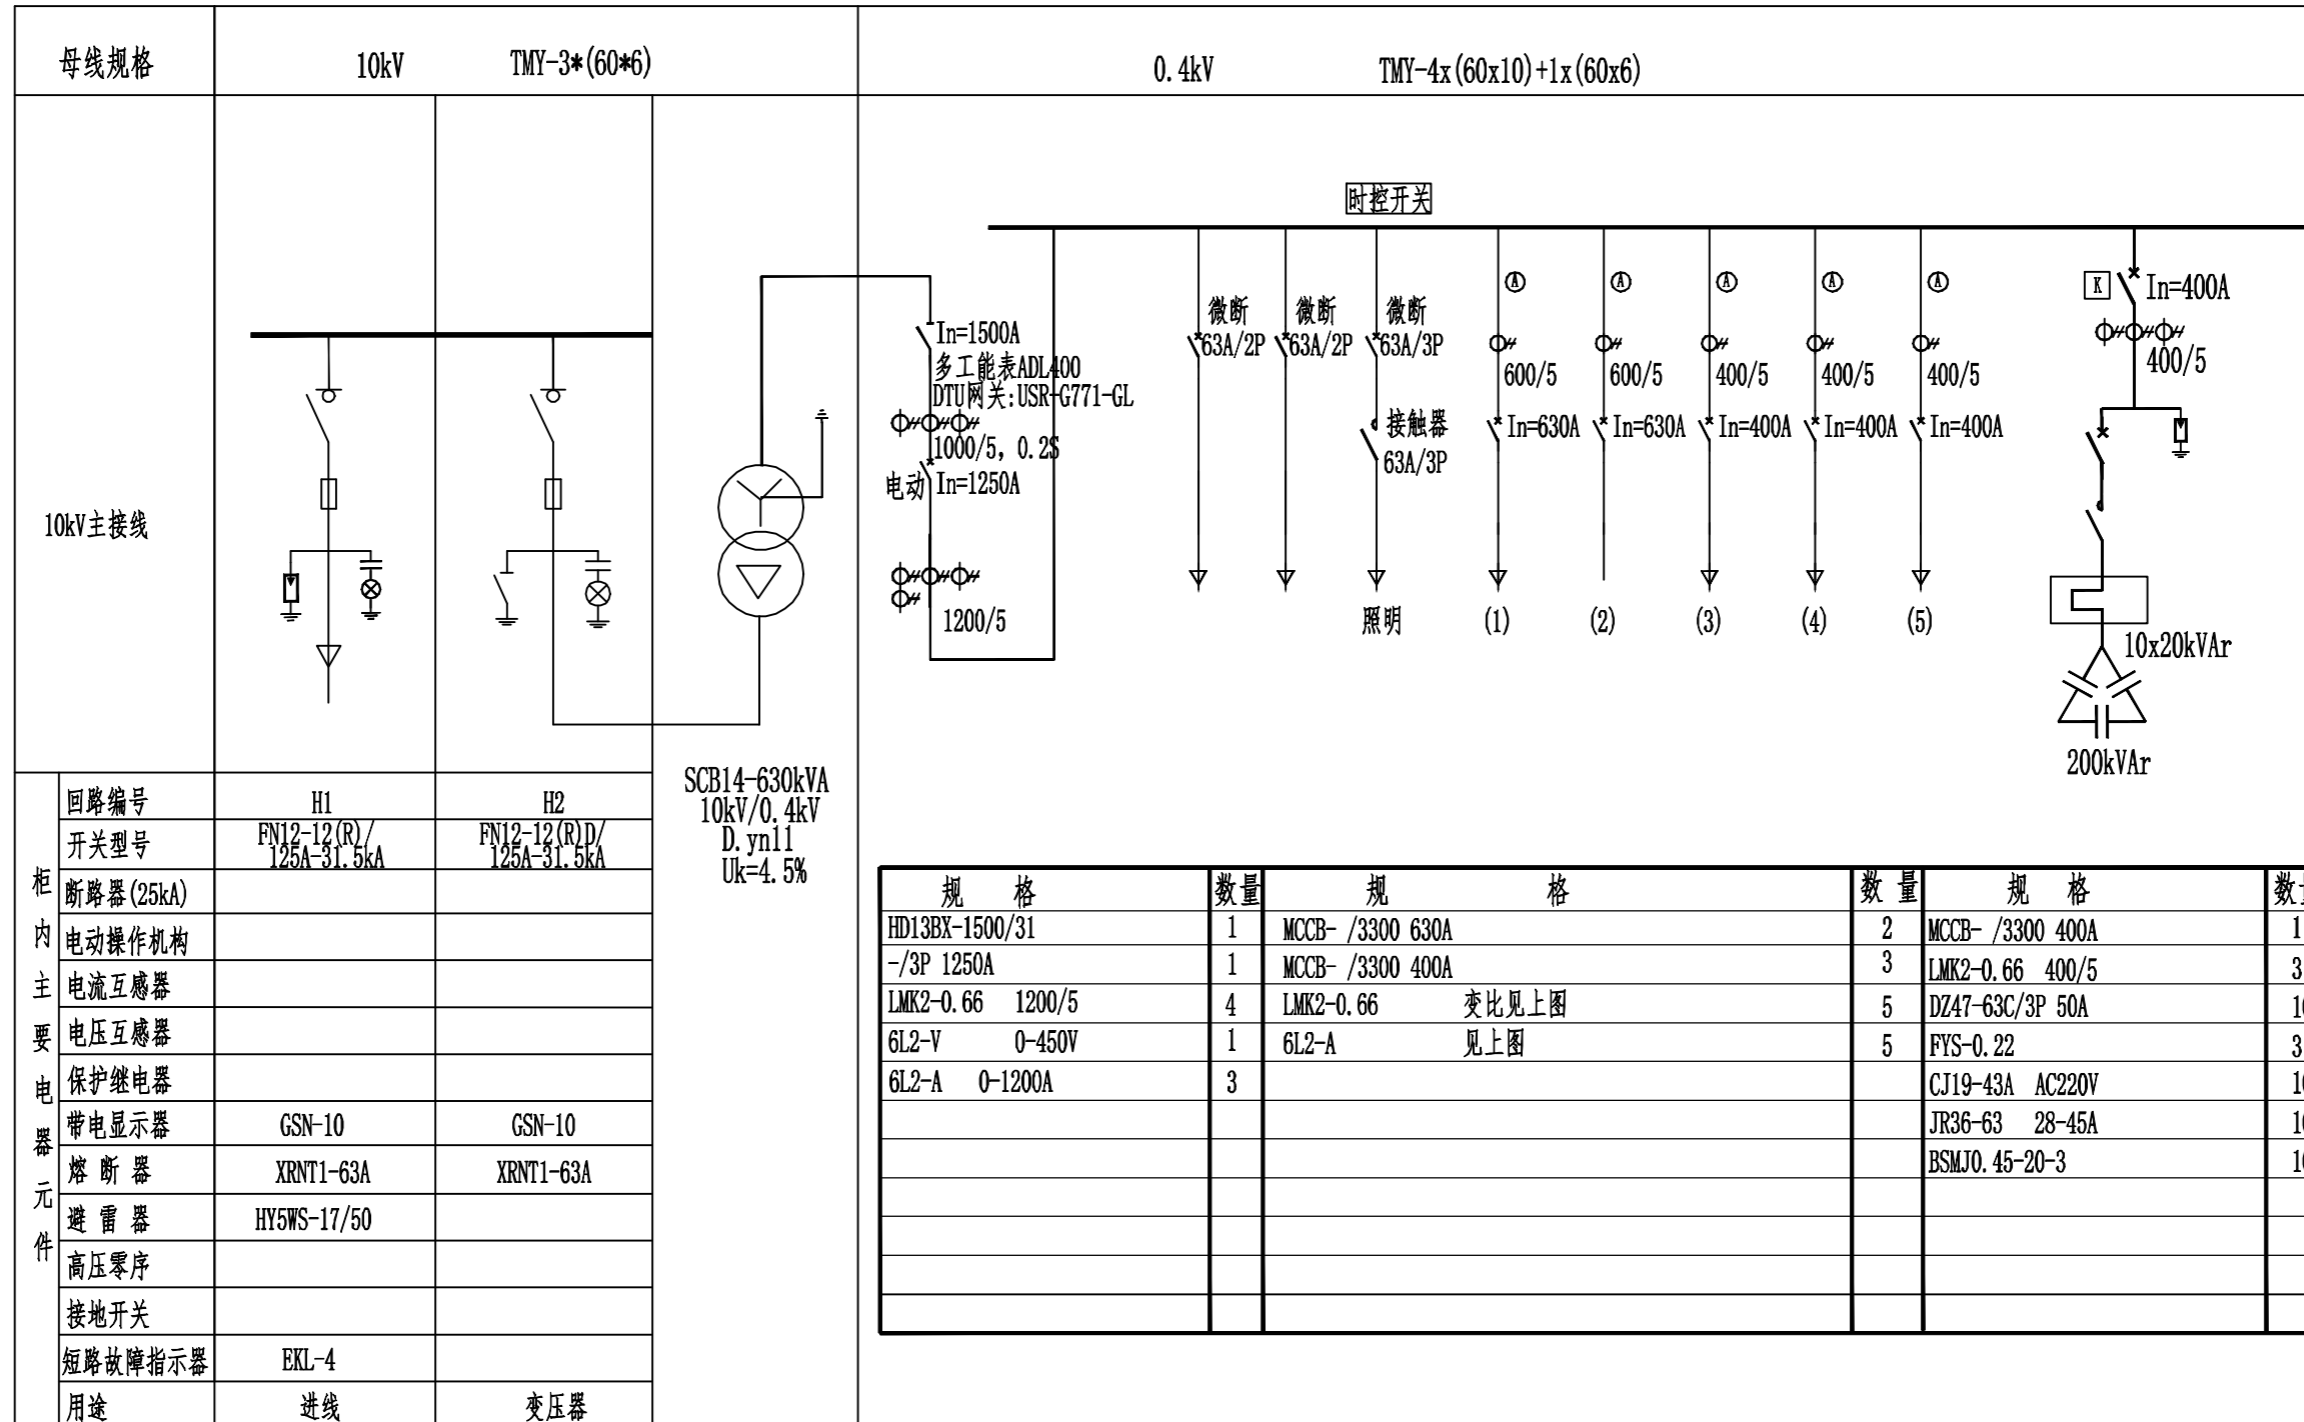 母线规格 10kV TMY-3*(60*6) 0.4kV TMY-4x(60x10)+1x(60x6)
10kV主接线
时控开关
In=1500A
多工能表ADL400
DTU网关:USR-G771-GL
1000/5, 0.2S
电动 In=1250A
1200/5
微断
63A/2P
微断
63A/2P
微断
63A/3P
接触器
63A/3P
照明
A
600/5
In=630A
(1)
A
600/5
In=630A
(2)
A
400/5
In=400A
(3)
A
400/5
In=400A
(4)
A
400/5
In=400A
(5)
K In=400A
400/5
10x20kVAr
200kVAr
SCB14-630kVA
10kV/0.4kV
D.yn11
Uk=4.5%
柜内主要电器元件
回路编号 H1 H2
开关型号 FN12-12(R)/ 125A-31.5kA FN12-12(R)D/ 125A-31.5kA
断路器(25kA)
电动操作机构
电流互感器
电压互感器
保护继电器
带电显示器 GSN-10 GSN-10
熔断器 XRNT1-63A XRNT1-63A
避雷器 HY5WS-17/50
高压零序
接地开关
短路故障指示器 EKL-4
用途 进线 变压器
规格 数量 规格 数量 规格
HD13BX-1500/31 1 MCCB- /3300 630A 2 MCCB- /3300 400A 1
-/3P 1250A 1 MCCB- /3300 400A 3 LMK2-0.66 400/5 3
LMK2-0.66 1200/5 4 LMK2-0.66 变比见上图 5 DZ47-63C/3P 50A
6L2-V 0-450V 1 6L2-A 见上图 5 FYS-0.22 3
6L2-A 0-1200A 3 CJ19-43A AC220V
JR36-63 28-45A
BSMJ0.45-20-3